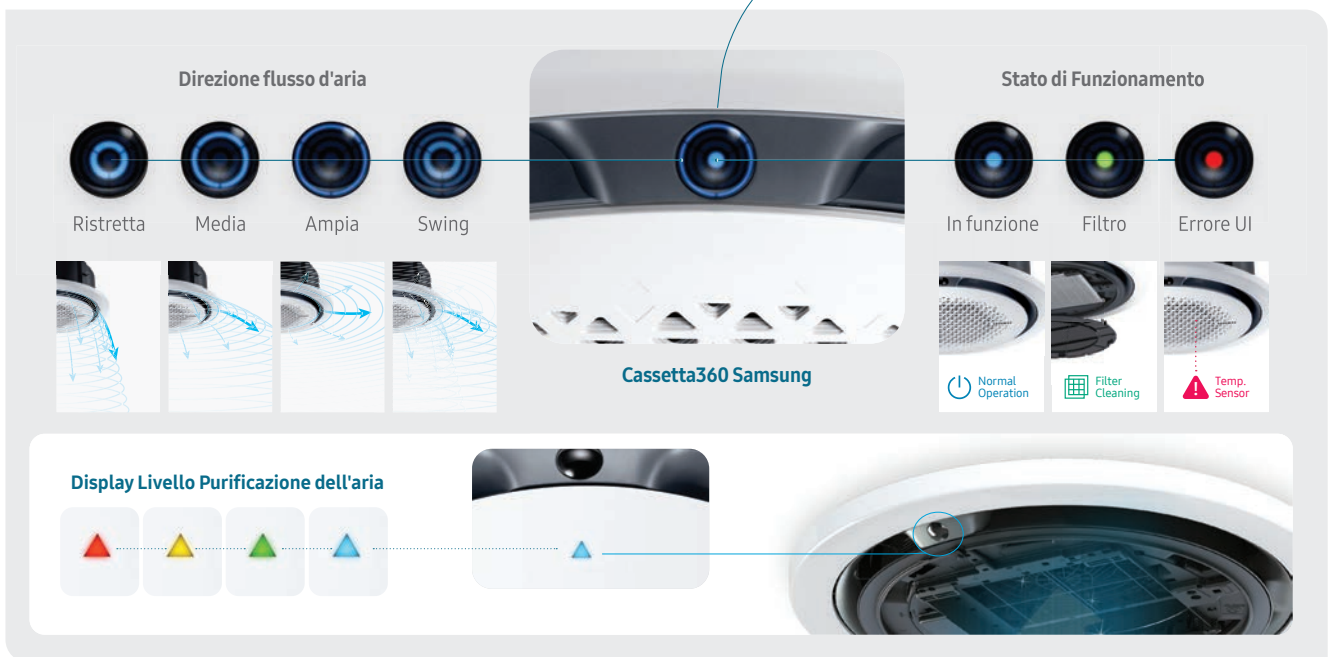 Direzione flusso d'aria
Stato di Funzionamento
Ristretta
Media
Ampia
Swing
In funzione
Filtro
Errore UI
Cassetta360 Samsung
Normal
Operation
Filter
Cleaning
Temp.
Sensor
Display Livello Purificazione dell'aria